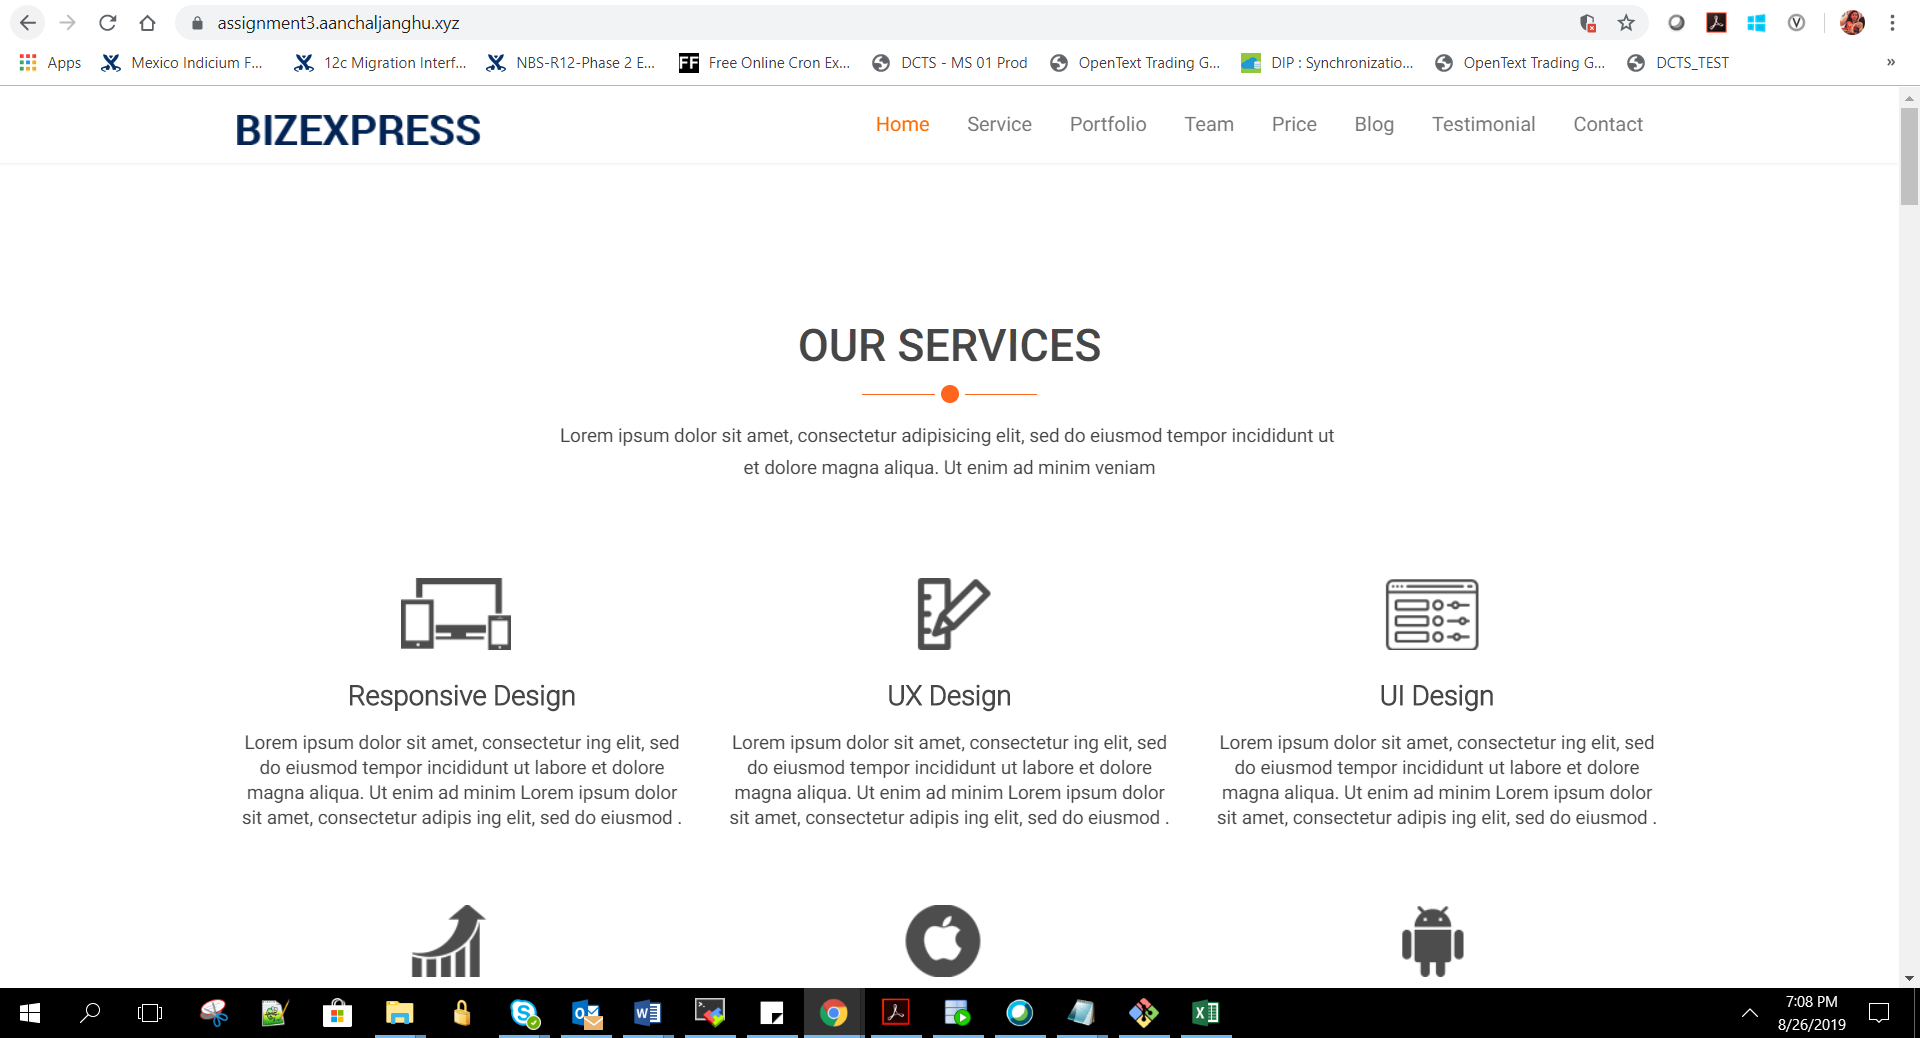 assignment3.aanchaljanghu.xyz
Apps Mexico Indicium F... 12c Migration Interf... NBS-R12-Phase 2 E... FF Free Online Cron Ex... DCTS - MS 01 Prod OpenText Trading G... DIP : Synchronizatio... OpenText Trading G... DCTS_TEST »
BIZEXPRESS
Home Service Portfolio Team Price Blog Testimonial Contact
OUR SERVICES
Lorem ipsum dolor sit amet, consectetur adipisicing elit, sed do eiusmod tempor incididunt ut
et dolore magna aliqua. Ut enim ad minim veniam
Responsive Design
Lorem ipsum dolor sit amet, consectetur ing elit, sed
do eiusmod tempor incididunt ut labore et dolore
magna aliqua. Ut enim ad minim Lorem ipsum dolor
sit amet, consectetur adipis ing elit, sed do eiusmod .
UX Design
Lorem ipsum dolor sit amet, consectetur ing elit, sed
do eiusmod tempor incididunt ut labore et dolore
magna aliqua. Ut enim ad minim Lorem ipsum dolor
sit amet, consectetur adipis ing elit, sed do eiusmod .
UI Design
Lorem ipsum dolor sit amet, consectetur ing elit, sed
do eiusmod tempor incididunt ut labore et dolore
magna aliqua. Ut enim ad minim Lorem ipsum dolor
sit amet, consectetur adipis ing elit, sed do eiusmod .
7:08 PM
8/26/2019